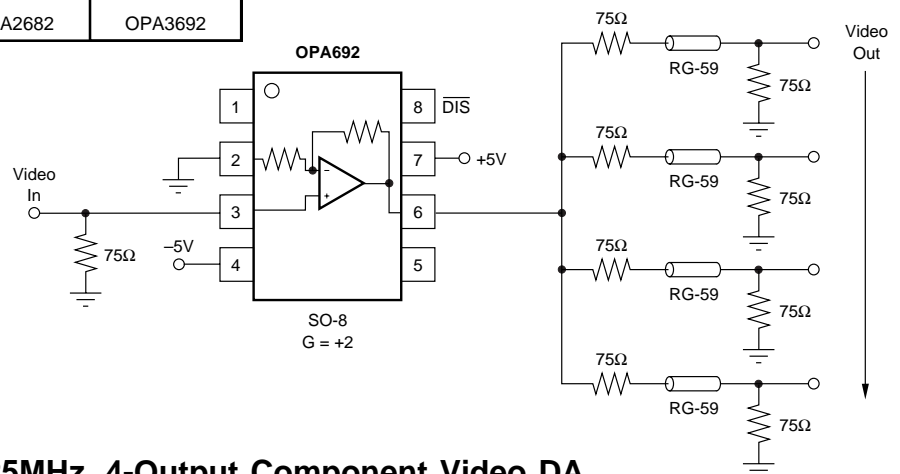 A2682 OPA3692
OPA692
1
2
3
4
8 DIS
7 +5V
6
5
Video
In
75Ω
–5V
SO-8
G = +2
75Ω
RG-59
75Ω
75Ω
RG-59
75Ω
75Ω
RG-59
75Ω
75Ω
RG-59
75Ω
Video
Out
5MHz, 4-Output Component Video DA